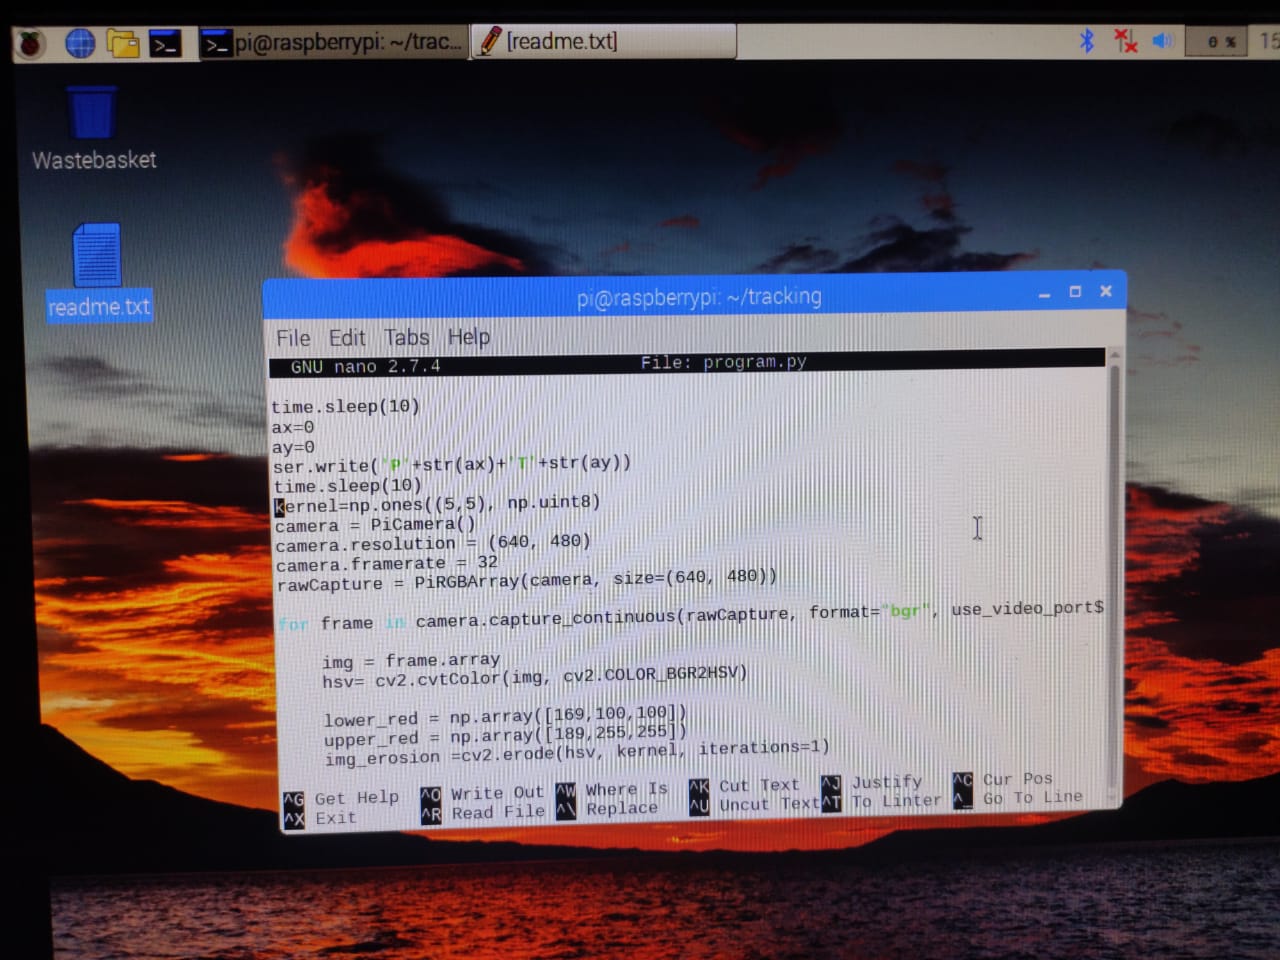 pi@raspberrypi: ~/trac...
[readme.txt]
0 %
15
Wastebasket
readme.txt
pi@raspberrypi: ~/tracking
File Edit Tabs Help
GNU nano 2.7.4 File: program.py
time.sleep(10)
ax=0
ay=0
ser.write('P'+str(ax)+'T'+str(ay))
time.sleep(10)
kernel=np.ones((5,5), np.uint8)
camera = PiCamera()
camera.resolution = (640, 480)
camera.framerate = 32
rawCapture = PiRGBArray(camera, size=(640, 480))
for frame in camera.capture_continuous(rawCapture, format="bgr", use_video_port$
img = frame.array
hsv= cv2.cvtColor(img, cv2.COLOR_BGR2HSV)
lower_red = np.array([169,100,100])
upper_red = np.array([189,255,255])
img_erosion =cv2.erode(hsv, kernel, iterations=1)
^G Get Help ^O Write Out ^W Where Is ^K Cut Text ^J Justify ^C Cur Pos
^X Exit ^R Read File ^\ Replace ^U Uncut Text ^T To Linter ^_ Go To Line